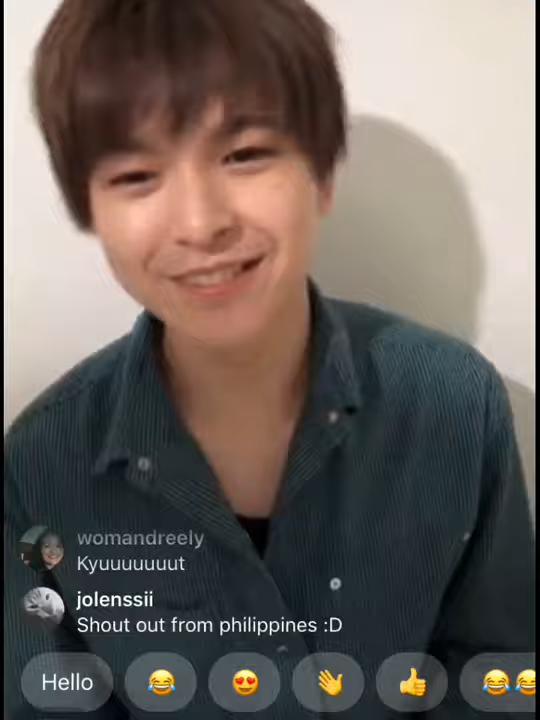 womandreely
Kyuuuuuuut
jolenssii
Shout out from philippines :D
Hello